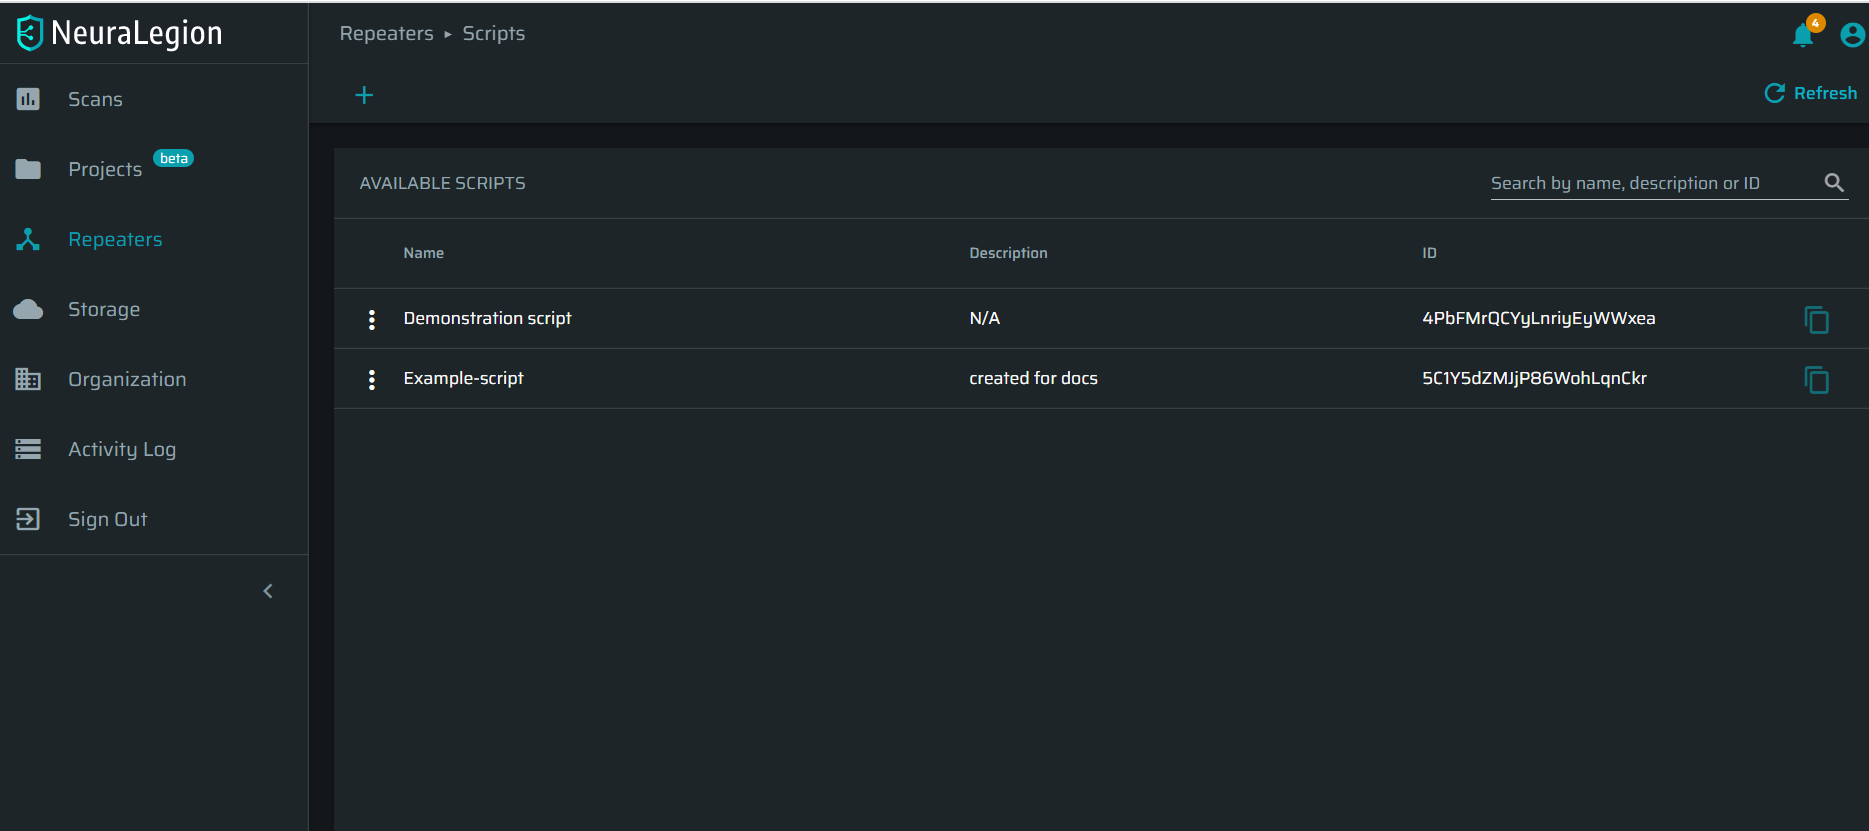 NeuraLegion
Repeaters ▸ Scripts
4
Scans
Projects beta
Repeaters
Storage
Organization
Activity Log
Sign Out
+
Refresh
AVAILABLE SCRIPTS
Search by name, description or ID
Name Description ID
Demonstration script N/A 4PbFMrQCYyLnriyEyWWxea
Example-script created for docs 5C1Y5dZMJjP86WohLqnCkr